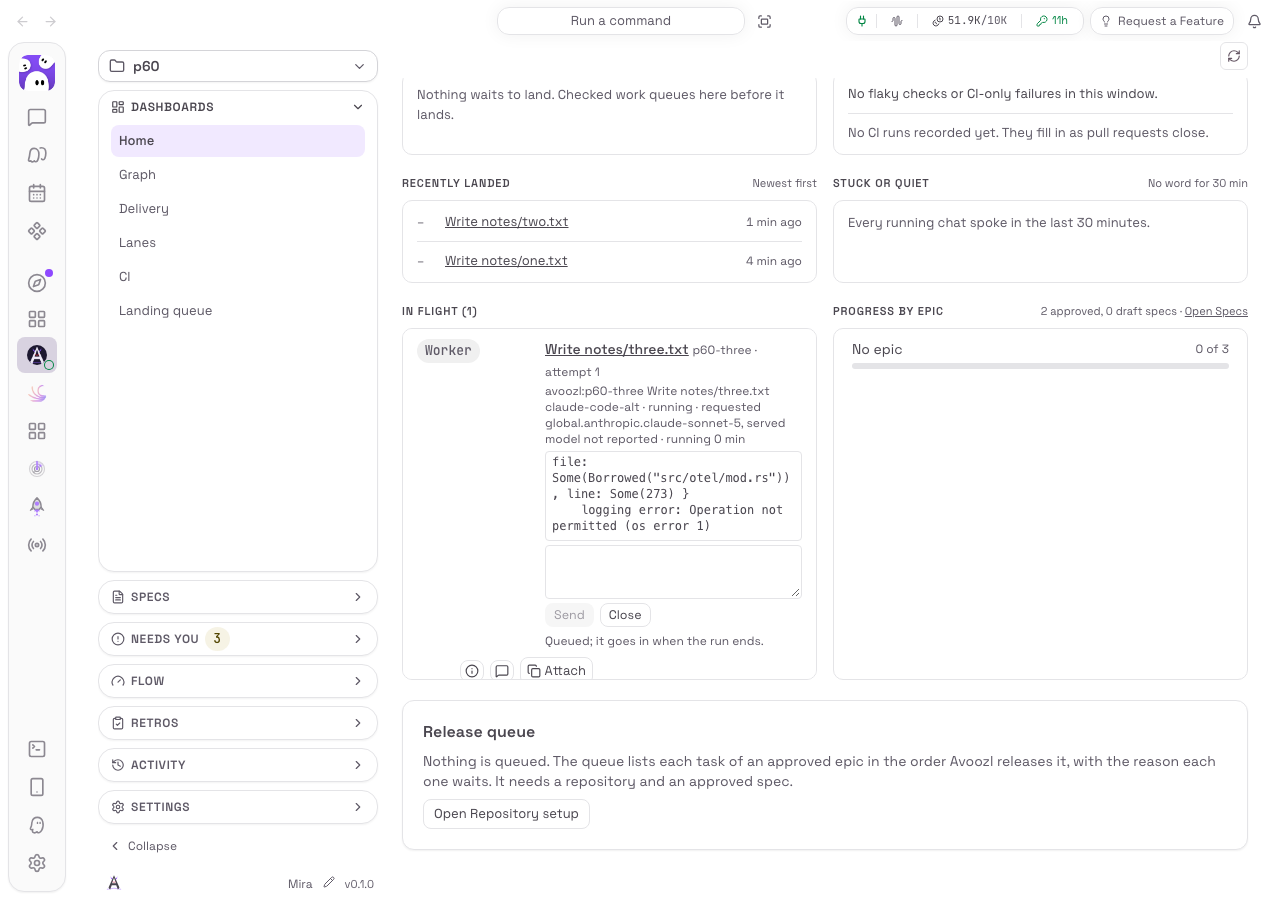 Run a command
51.9K/10K
11h
Request a Feature
p60
DASHBOARDS
Home
Graph
Delivery
Lanes
CI
Landing queue
SPECS
NEEDS YOU 3
FLOW
RETROS
ACTIVITY
SETTINGS
Collapse
Mira
v0.1.0
Nothing waits to land. Checked work queues here before it
lands.
No flaky checks or CI-only failures in this window.
No CI runs recorded yet. They fill in as pull requests close.
RECENTLY LANDED
Newest first
– Write notes/two.txt 1 min ago
– Write notes/one.txt 4 min ago
STUCK OR QUIET
No word for 30 min
Every running chat spoke in the last 30 minutes.
IN FLIGHT (1)
Worker
Write notes/three.txt p60-three ·
attempt 1
avoozl:p60-three Write notes/three.txt
claude-code-alt · running · requested
global.anthropic.claude-sonnet-5, served
model not reported · running 0 min
file:
Some(Borrowed("src/otel/mod.rs"))
, line: Some(273) }
logging error: Operation not
permitted (os error 1)
Send
Close
Queued; it goes in when the run ends.
Attach
PROGRESS BY EPIC
2 approved, 0 draft specs · Open Specs
No epic
0 of 3
Release queue
Nothing is queued. The queue lists each task of an approved epic in the order Avoozl releases it, with the reason each
one waits. It needs a repository and an approved spec.
Open Repository setup